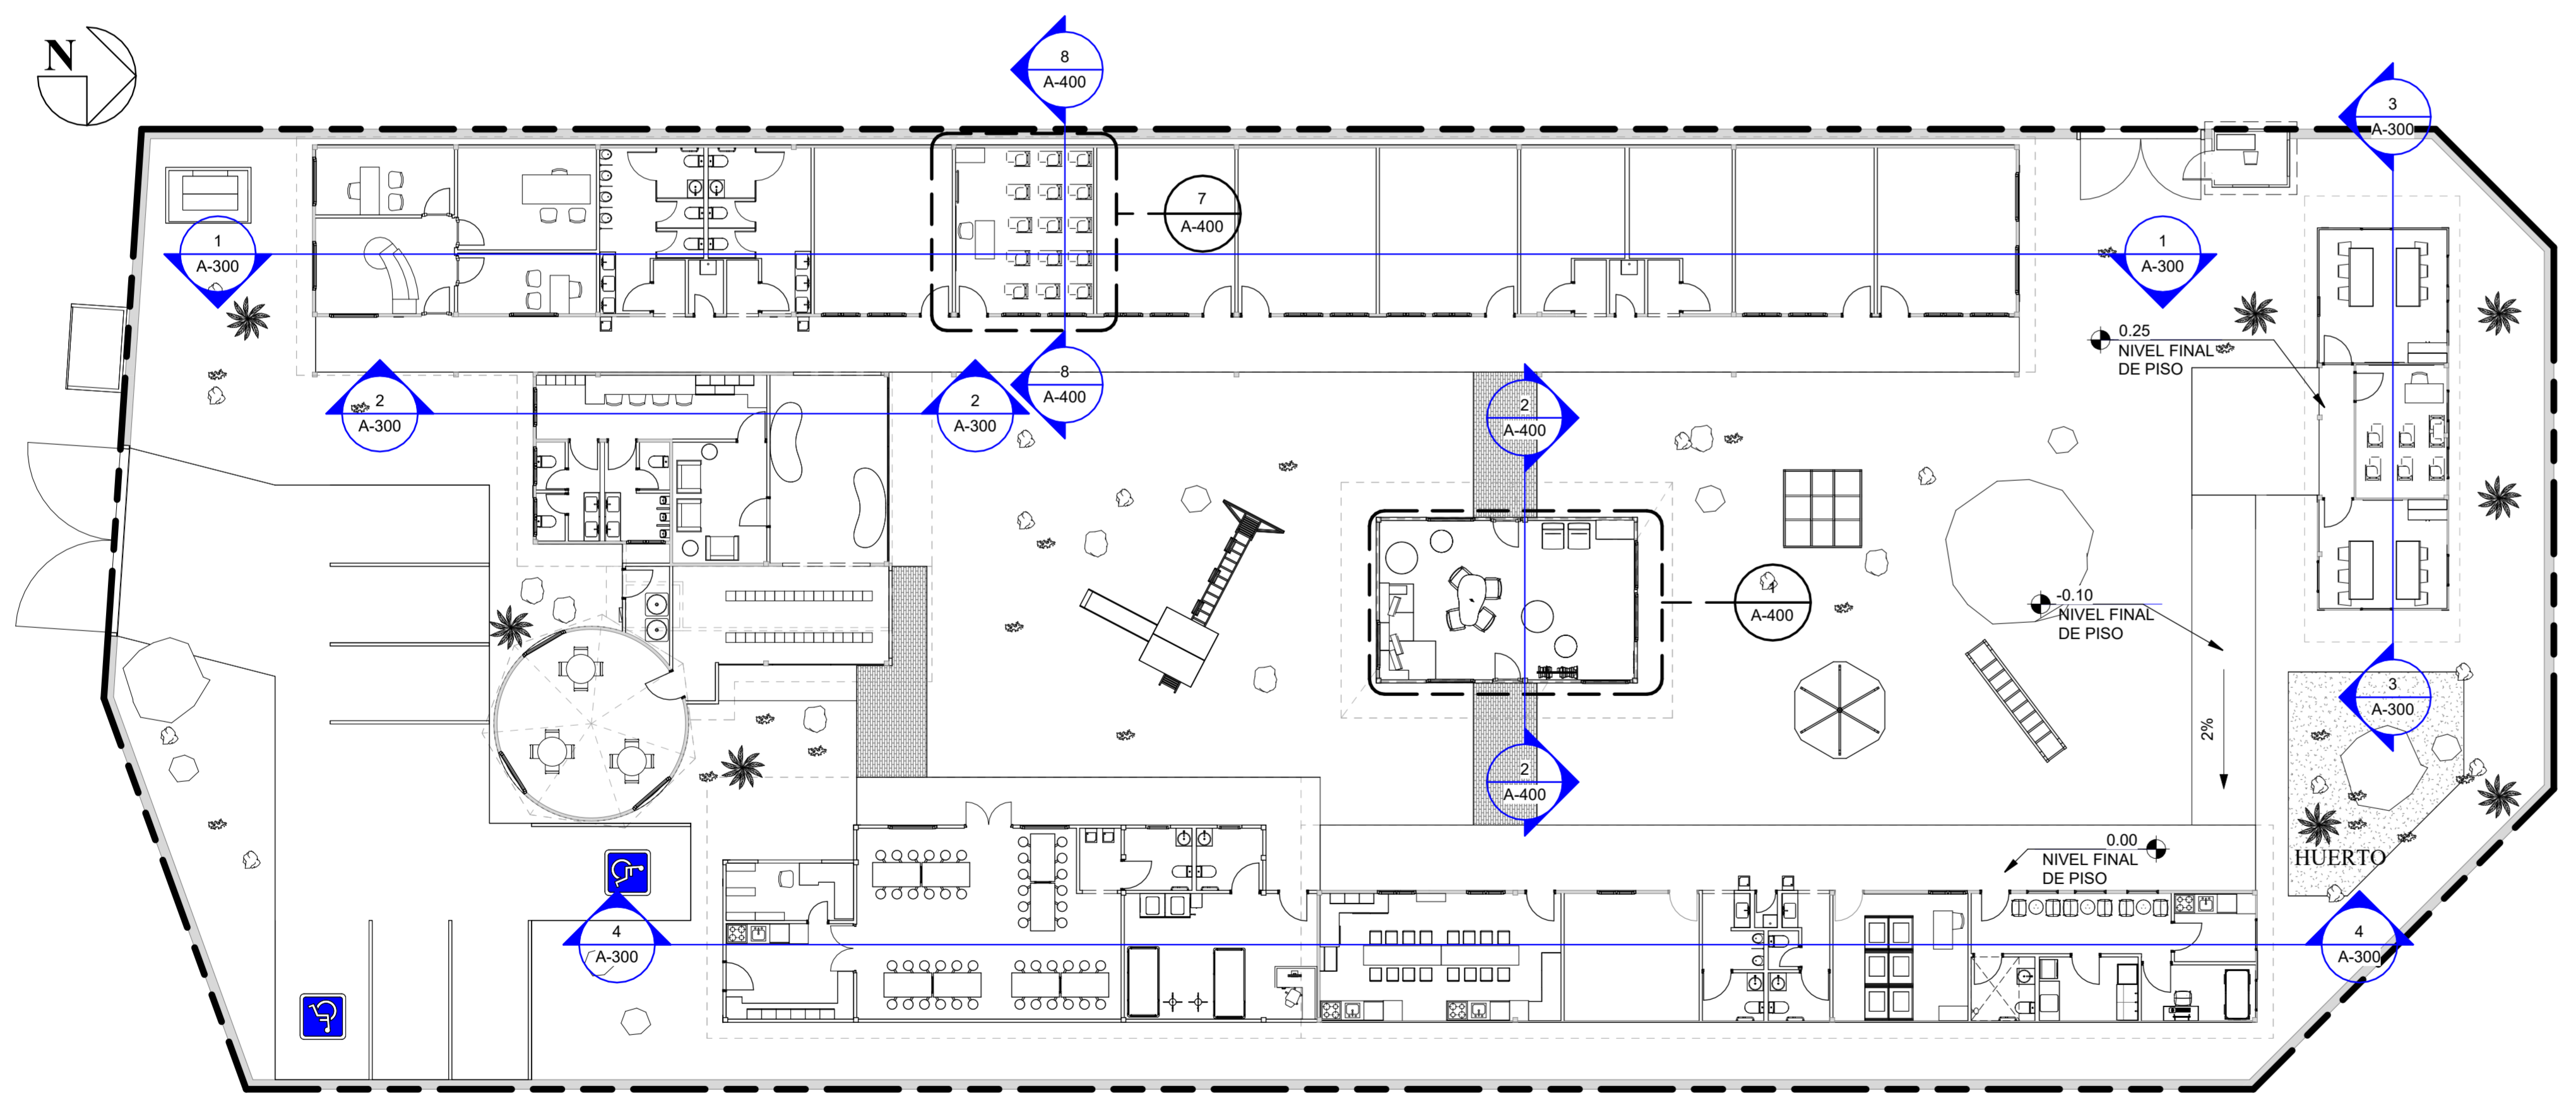 N
8
A-400
3
A-300
7
A-400
1
A-300
1
A-300
0.25
NIVEL FINAL
DE PISO
2
A-300
2
A-300
8
A-400
2
A-400
-0.10
NIVEL FINAL
DE PISO
1
A-400
3
A-300
2%
2
A-400
0.00
NIVEL FINAL
DE PISO
HUERTO
4
A-300
4
A-300